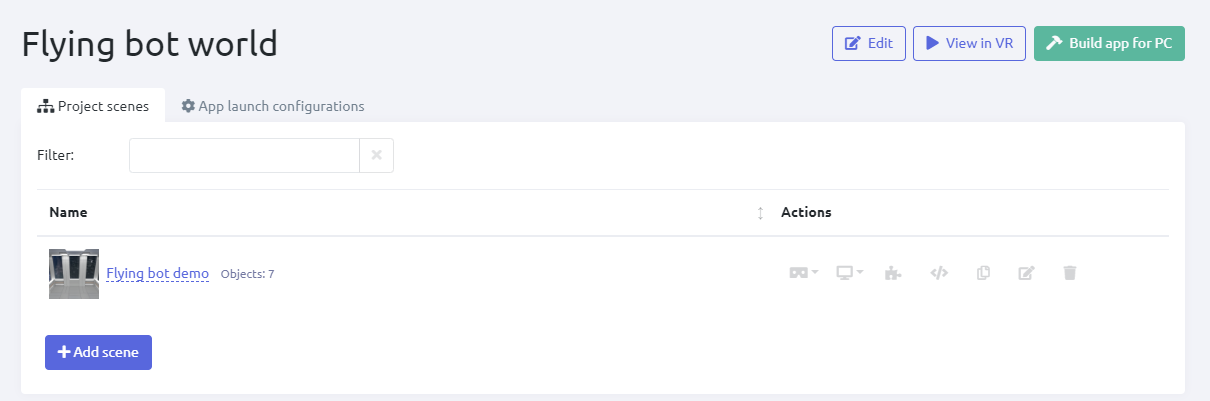 Flying bot world
Edit
View in VR
Build app for PC
Project scenes
App launch configurations
Filter:
Name
Actions
Flying bot demo Objects: 7
Add scene